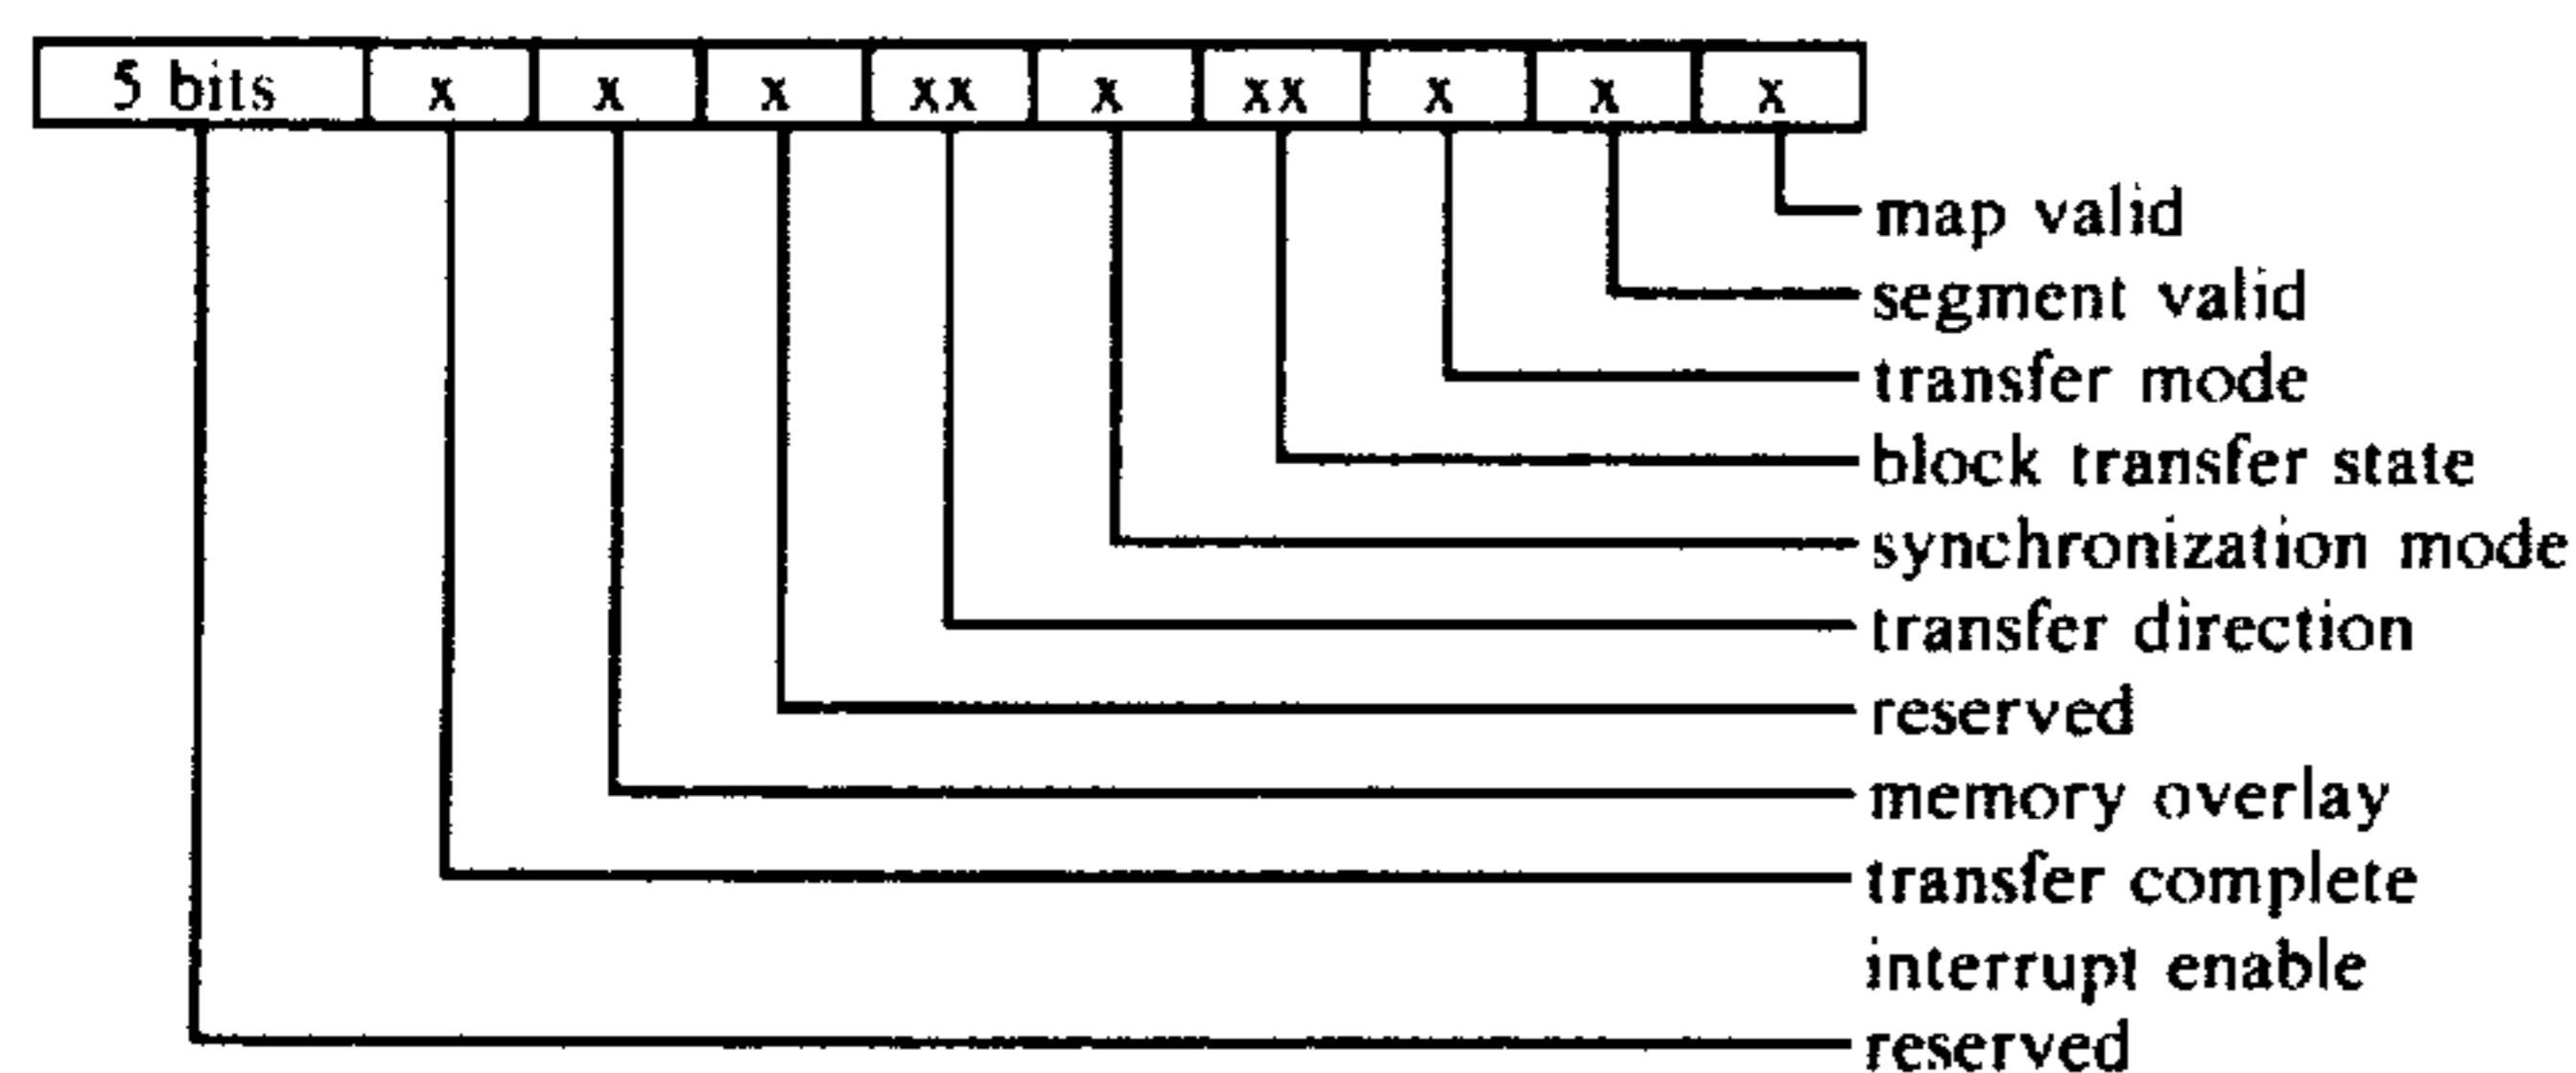 5 bits x x x xx x xx x x x
map valid
segment valid
transfer mode
block transfer state
synchronization mode
transfer direction
reserved
memory overlay
transfer complete
interrupt enable
reserved